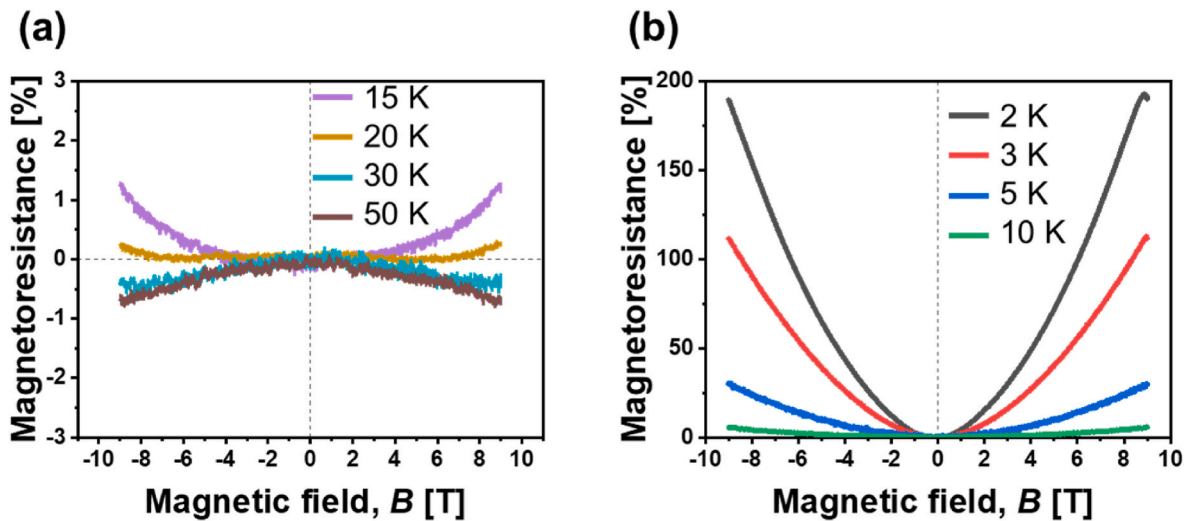 (a)
Magnetoresistance [%]
3
2
1
0
-1
-2
-3
15 K
20 K
30 K
50 K
-10 -8 -6 -4 -2 0 2 4 6 8 10
Magnetic field, B [T]
(b)
Magnetoresistance [%]
200
150
100
50
0
2 K
3 K
5 K
10 K
-10 -8 -6 -4 -2 0 2 4 6 8 10
Magnetic field, B [T]